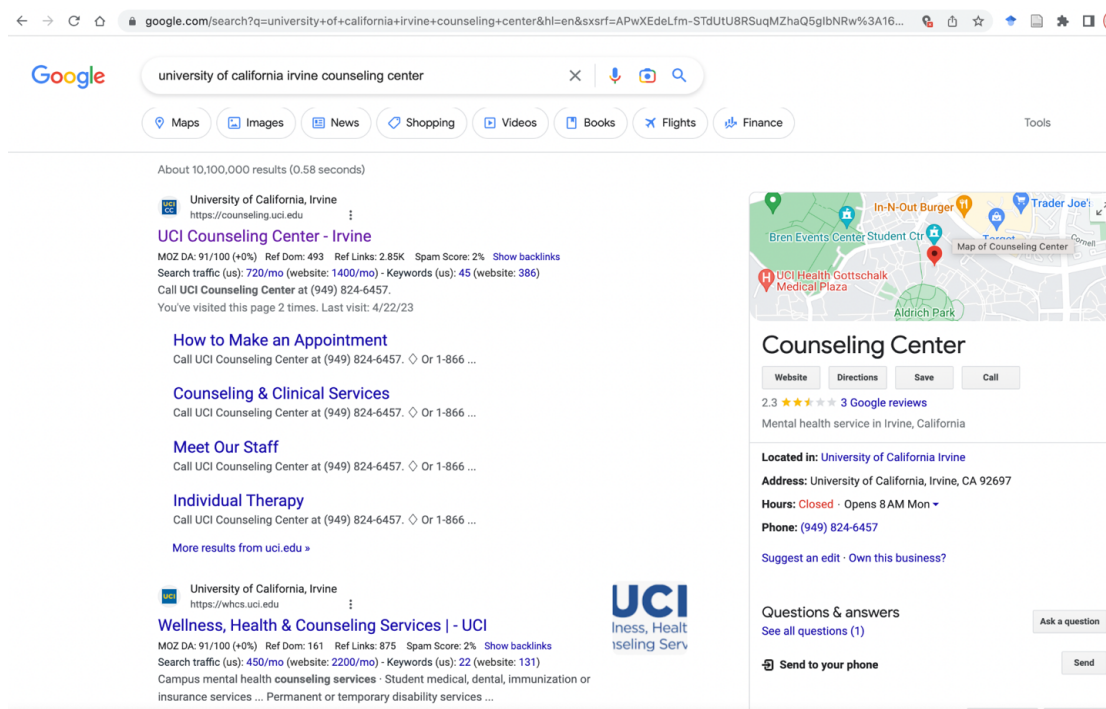 google.com/search?q=university+of+california+irvine+counseling+center&hl=en&sxsrf=APwXEdeLfm-STdUtU8RSuqMZhaQ5gIbNRw%3A16...
Google
university of california irvine counseling center
Maps
Images
News
Shopping
Videos
Books
Flights
Finance
Tools
About 10,100,000 results (0.58 seconds)
UCI
CC
University of California, Irvine
https://counseling.uci.edu
UCI Counseling Center - Irvine
MOZ DA: 91/100 (+0%) Ref Dom: 493 Ref Links: 2.85K Spam Score: 2% Show backlinks
Search traffic (us): 720/mo (website: 1400/mo) - Keywords (us): 45 (website: 386)
Call UCI Counseling Center at (949) 824-6457.
You've visited this page 2 times. Last visit: 4/22/23
How to Make an Appointment
Call UCI Counseling Center at (949) 824-6457. ◊ Or 1-866 ...
Counseling & Clinical Services
Call UCI Counseling Center at (949) 824-6457. ◊ Or 1-866 ...
Meet Our Staff
Call UCI Counseling Center at (949) 824-6457. ◊ Or 1-866 ...
Individual Therapy
Call UCI Counseling Center at (949) 824-6457. ◊ Or 1-866 ...
More results from uci.edu »
UCI
University of California, Irvine
https://whcs.uci.edu
Wellness, Health & Counseling Services | - UCI
MOZ DA: 91/100 (+0%) Ref Dom: 161 Ref Links: 875 Spam Score: 2% Show backlinks
Search traffic (us): 450/mo (website: 2200/mo) - Keywords (us): 22 (website: 131)
Campus mental health counseling services · Student medical, dental, immunization or
insurance services ... Permanent or temporary disability services ...
UCI
lness, Healt
nseling Serv
In-N-Out Burger
Trader Joe's
Bren Events Center
Student Ctr
Target
Cornell
Map of Counseling Center
UCI Health Gottschalk
Medical Plaza
Aldrich Park
Counseling Center
Website
Directions
Save
Call
2.3
3 Google reviews
Mental health service in Irvine, California
Located in: University of California Irvine
Address: University of California, Irvine, CA 92697
Hours: Closed · Opens 8 AM Mon
Phone: (949) 824-6457
Suggest an edit · Own this business?
Questions & answers
See all questions (1)
Ask a question
Send to your phone
Send